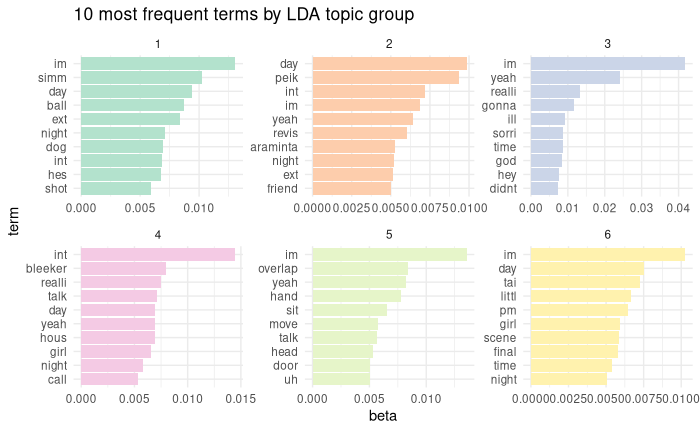 10 most frequent terms by LDA topic group
1
im
simm
day
ball
ext
night
dog
int
hes
shot
0.000 0.005 0.010
2
day
peik
int
im
yeah
revis
araminta
night
ext
friend
0.0000 0.0025 0.0050 0.0075 0.0100
3
im
yeah
realli
gonna
ill
sorri
time
god
hey
didnt
0.00 0.01 0.02 0.03 0.04
term
4
int
bleeker
realli
talk
day
yeah
hous
girl
night
call
0.000 0.005 0.010 0.015
5
im
overlap
yeah
hand
sit
move
talk
head
door
uh
0.000 0.005 0.010
6
im
day
tai
littl
pm
girl
scene
final
time
night
0.0000 0.0025 0.0050 0.0075 0.0100
beta